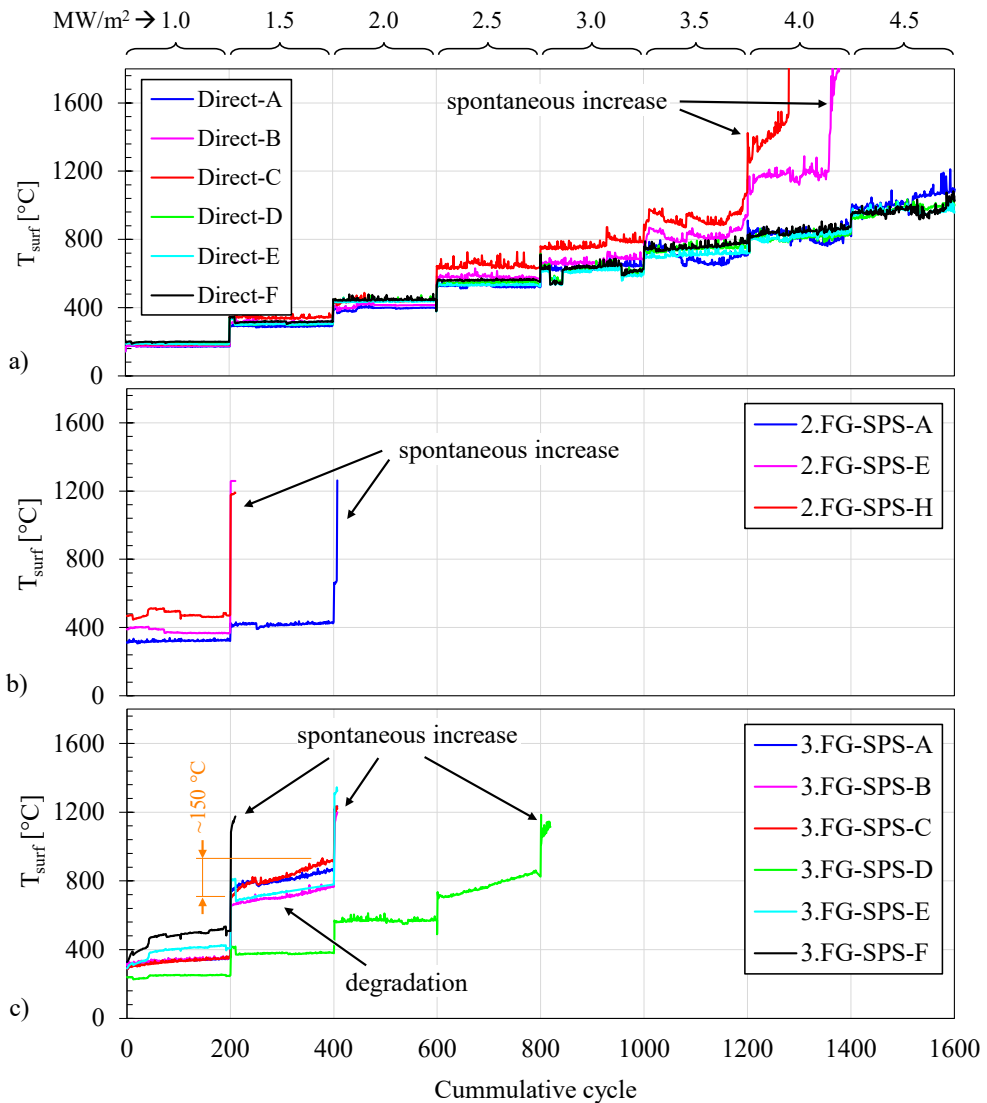 MW/m² → 1.0 1.5 2.0 2.5 3.0 3.5 4.0 4.5
a)
T_surf [°C]
1600
1200
800
400
0
Direct-A
Direct-B
Direct-C
Direct-D
Direct-E
Direct-F
spontaneous increase
b)
T_surf [°C]
1600
1200
800
400
0
spontaneous increase
2.FG-SPS-A
2.FG-SPS-E
2.FG-SPS-H
c)
T_surf [°C]
1600
1200
800
400
0
~150 °C
spontaneous increase
degradation
3.FG-SPS-A
3.FG-SPS-B
3.FG-SPS-C
3.FG-SPS-D
3.FG-SPS-E
3.FG-SPS-F
0 200 400 600 800 1000 1200 1400 1600
Cummulative cycle